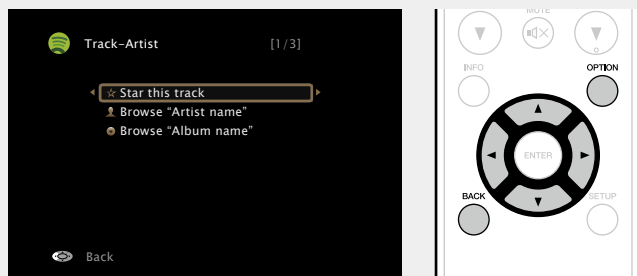 Track–Artist [1/3]
☆ Star this track
Browse “Artist name”
Browse “Album name”
Back
MUTE
INFO
OPTION
ENTER
BACK
SETUP